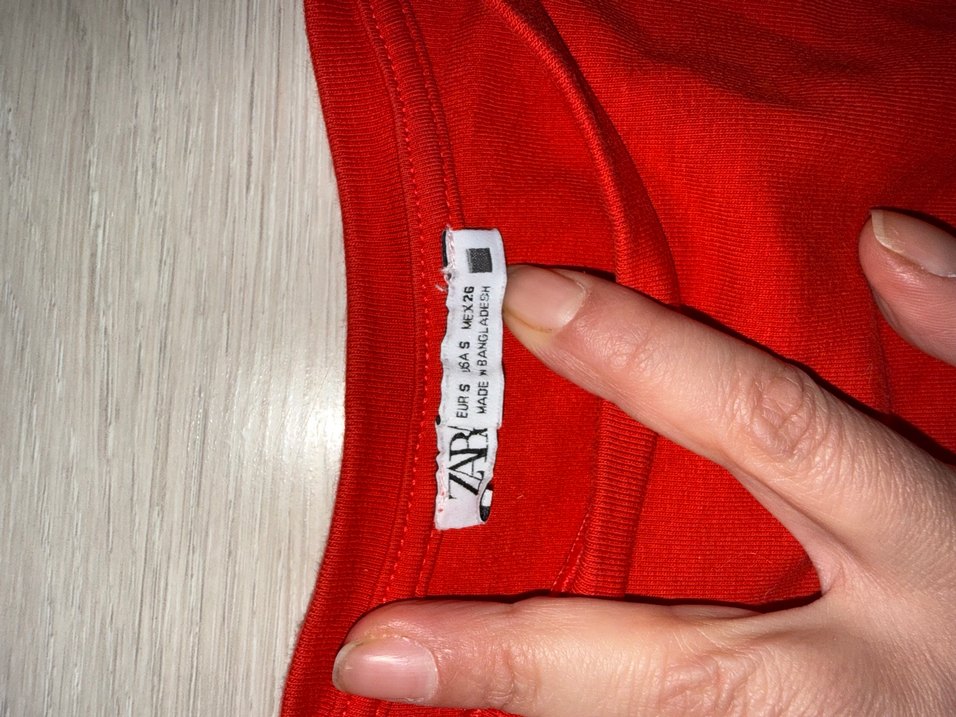 ZARA
EUR S USA S MEX 26
MADE IN BANGLADESH